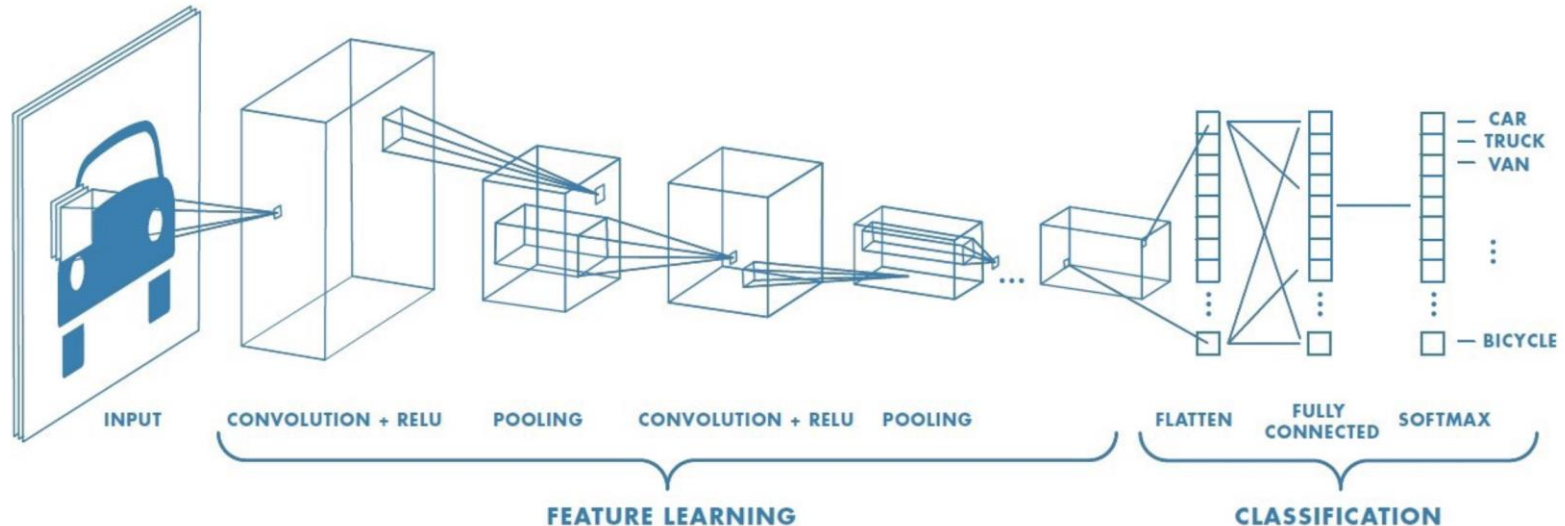 CAR
TRUCK
VAN
BICYCLE
INPUT
CONVOLUTION + RELU
POOLING
CONVOLUTION + RELU
POOLING
FLATTEN
FULLY
CONNECTED
SOFTMAX
FEATURE LEARNING
CLASSIFICATION